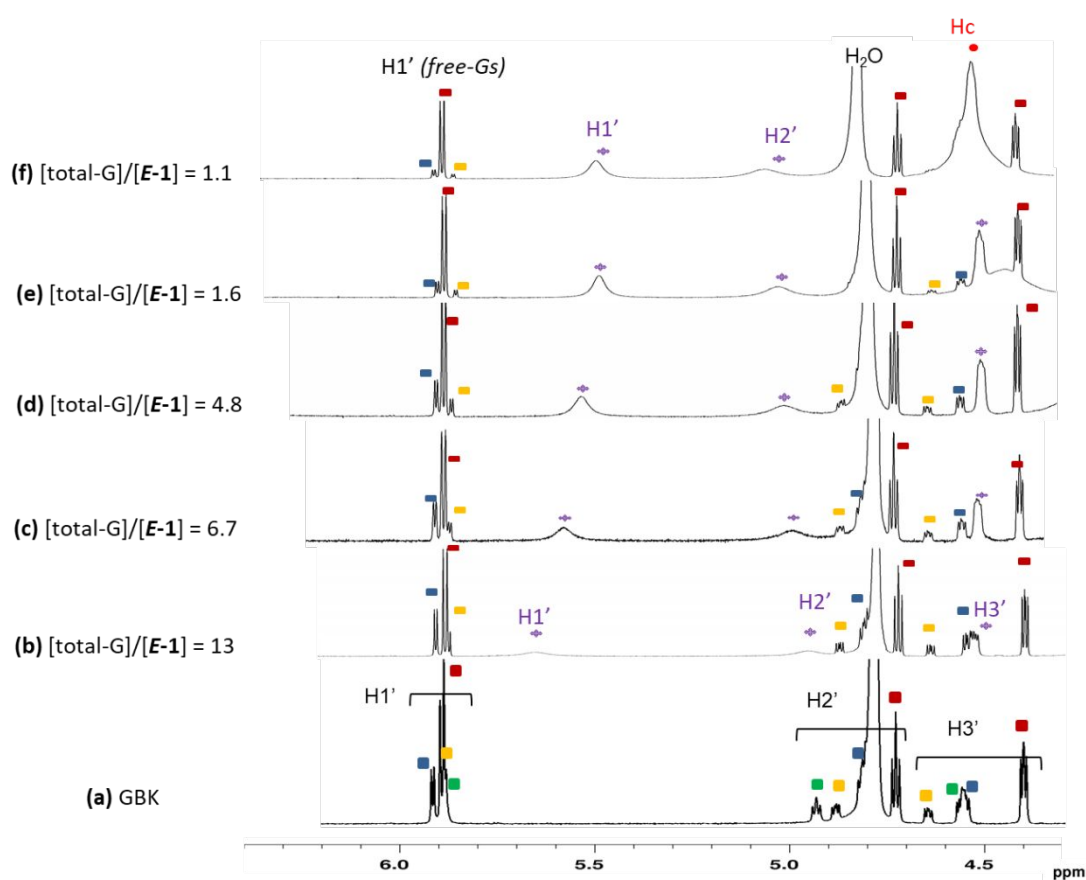 Hc
H1' (free-Gs)
H₂O
H1'
H2'
(f) [total-G]/[E-1] = 1.1
(e) [total-G]/[E-1] = 1.6
(d) [total-G]/[E-1] = 4.8
(c) [total-G]/[E-1] = 6.7
H1'
H2'
H3'
(b) [total-G]/[E-1] = 13
H1'
H2'
H3'
(a) GBK
6.0 5.5 5.0 4.5 ppm